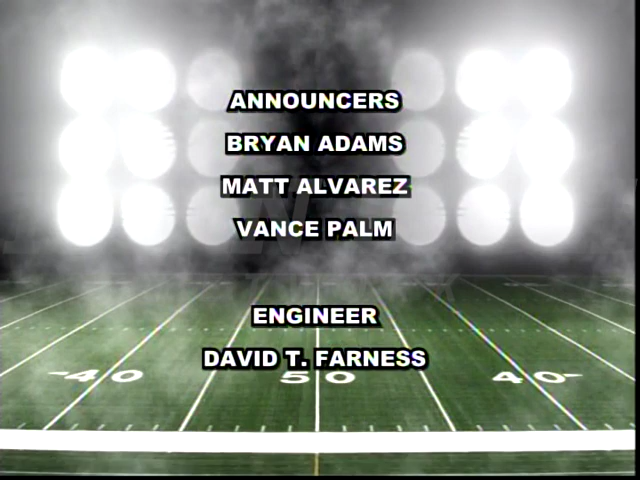 ANNOUNCERS
BRYAN ADAMS
MATT ALVAREZ
VANCE PALM
ENGINEER
DAVID T. FARNESS
40 50 40